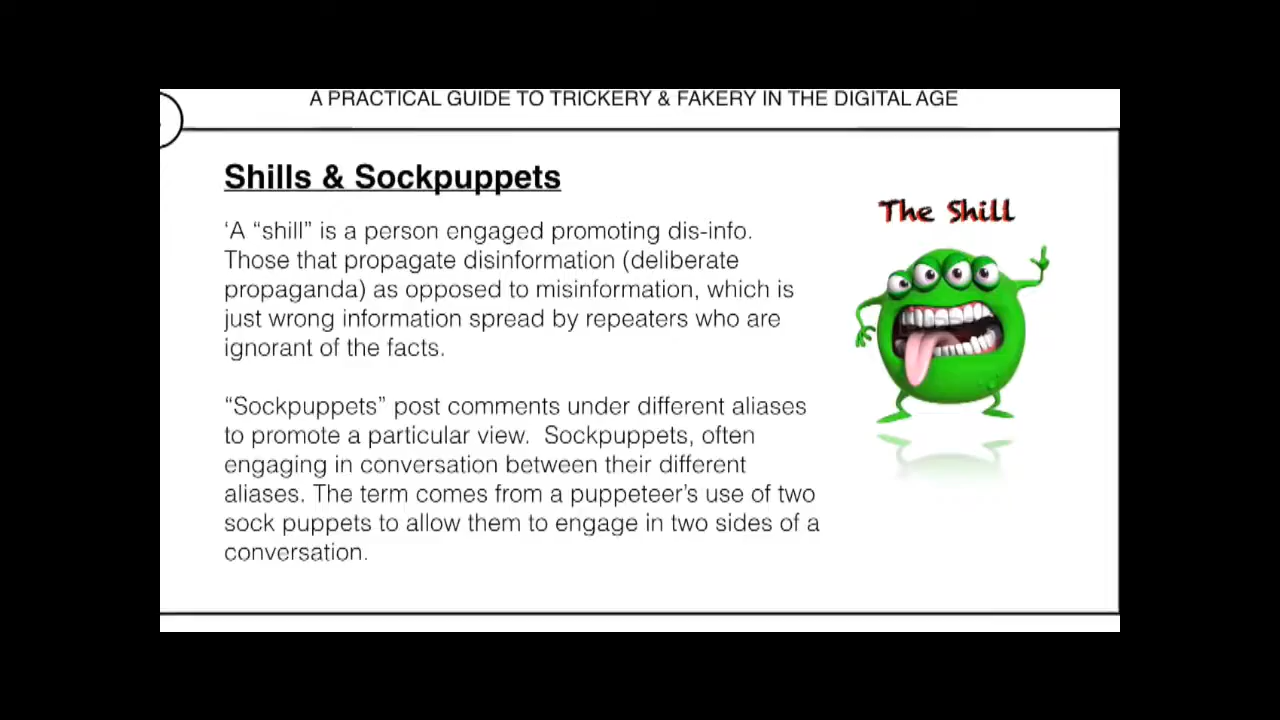 A PRACTICAL GUIDE TO TRICKERY & FAKERY IN THE DIGITAL AGE
Shills & Sockpuppets
The Shill
‘A “shill” is a person engaged promoting dis-info.
Those that propagate disinformation (deliberate
propaganda) as opposed to misinformation, which is
just wrong information spread by repeaters who are
ignorant of the facts.
“Sockpuppets” post comments under different aliases
to promote a particular view.  Sockpuppets, often
engaging in conversation between their different
aliases. The term comes from a puppeteer’s use of two
sock puppets to allow them to engage in two sides of a
conversation.